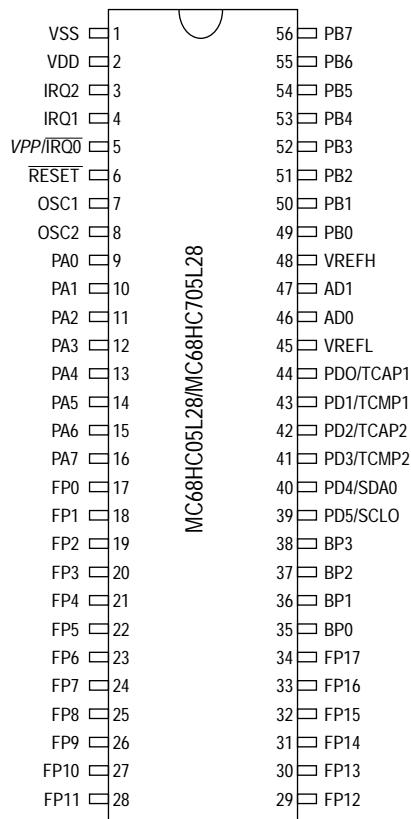 VSS 1 56 PB7
VDD 2 55 PB6
IRQ2 3 54 PB5
IRQ1 4 53 PB4
VPP/IRQ0 5 52 PB3
RESET 6 51 PB2
OSC1 7 50 PB1
OSC2 8 49 PB0
PA0 9 48 VREFH
PA1 10 47 AD1
PA2 11 46 AD0
PA3 12 45 VREFL
PA4 13 44 PDO/TCAP1
PA5 14 43 PD1/TCMP1
PA6 15 42 PD2/TCAP2
PA7 16 41 PD3/TCMP2
FP0 17 40 PD4/SDA0
FP1 18 39 PD5/SCLO
FP2 19 38 BP3
FP3 20 37 BP2
FP4 21 36 BP1
FP5 22 35 BP0
FP6 23 34 FP17
FP7 24 33 FP16
FP8 25 32 FP15
FP9 26 31 FP14
FP10 27 30 FP13
FP11 28 29 FP12
MC68HC05L28/MC68HC705L28